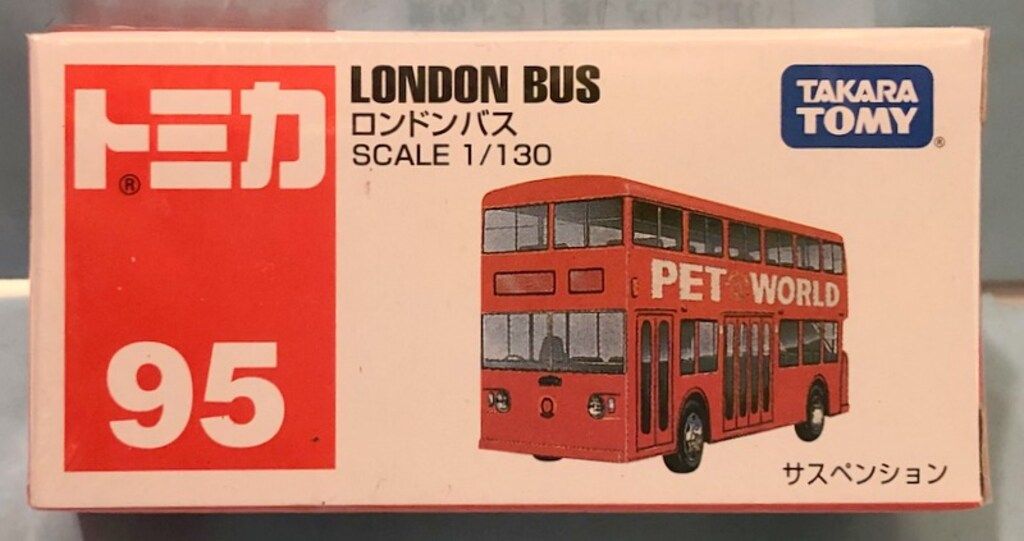 トミカ
®
95
LONDON BUS
ロンドンバス
SCALE 1/130
TAKARA
TOMY
®
PET WORLD
サスペンション